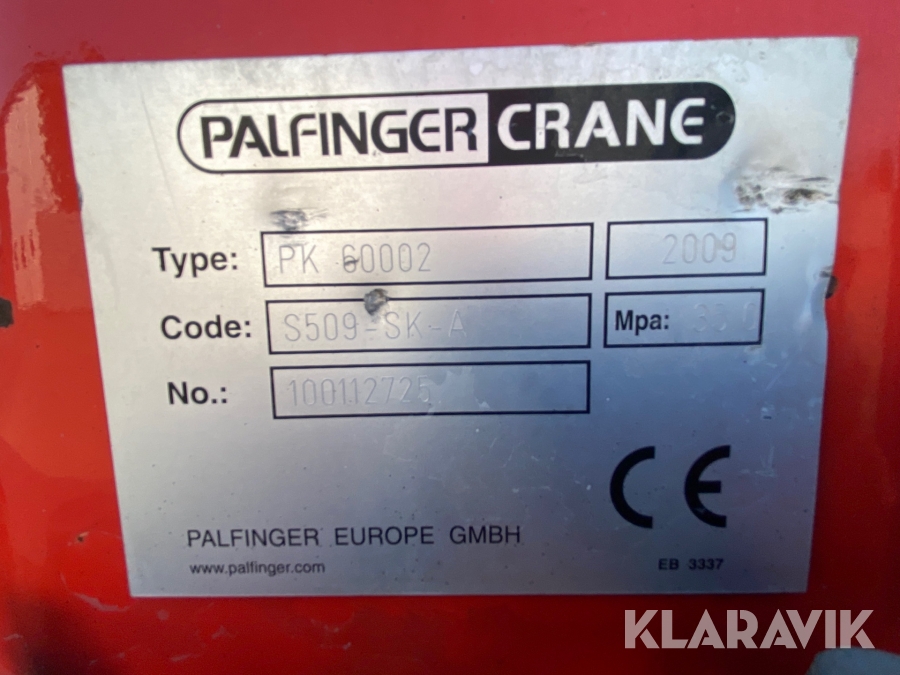 PALFINGER CRANE
Type: PK 60002 2009
Code: S509-SK-A Mpa:
No.: 100112725
CE
PALFINGER EUROPE GMBH
www.palfinger.com
EB 3337
KLARAVIK